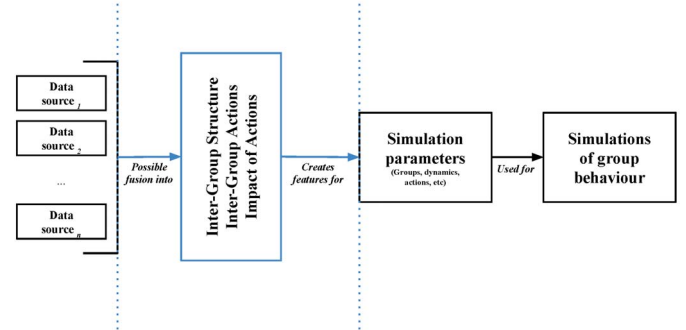 Data
source 1
Data
source 2
...
Data
source n
Possible
fusion into
Inter-Group Structure
Inter-Group Actions
Impact of Actions
Creates
features for
Simulation
parameters
(Groups, dynamics,
actions, etc)
Used for
Simulations
of group
behaviour